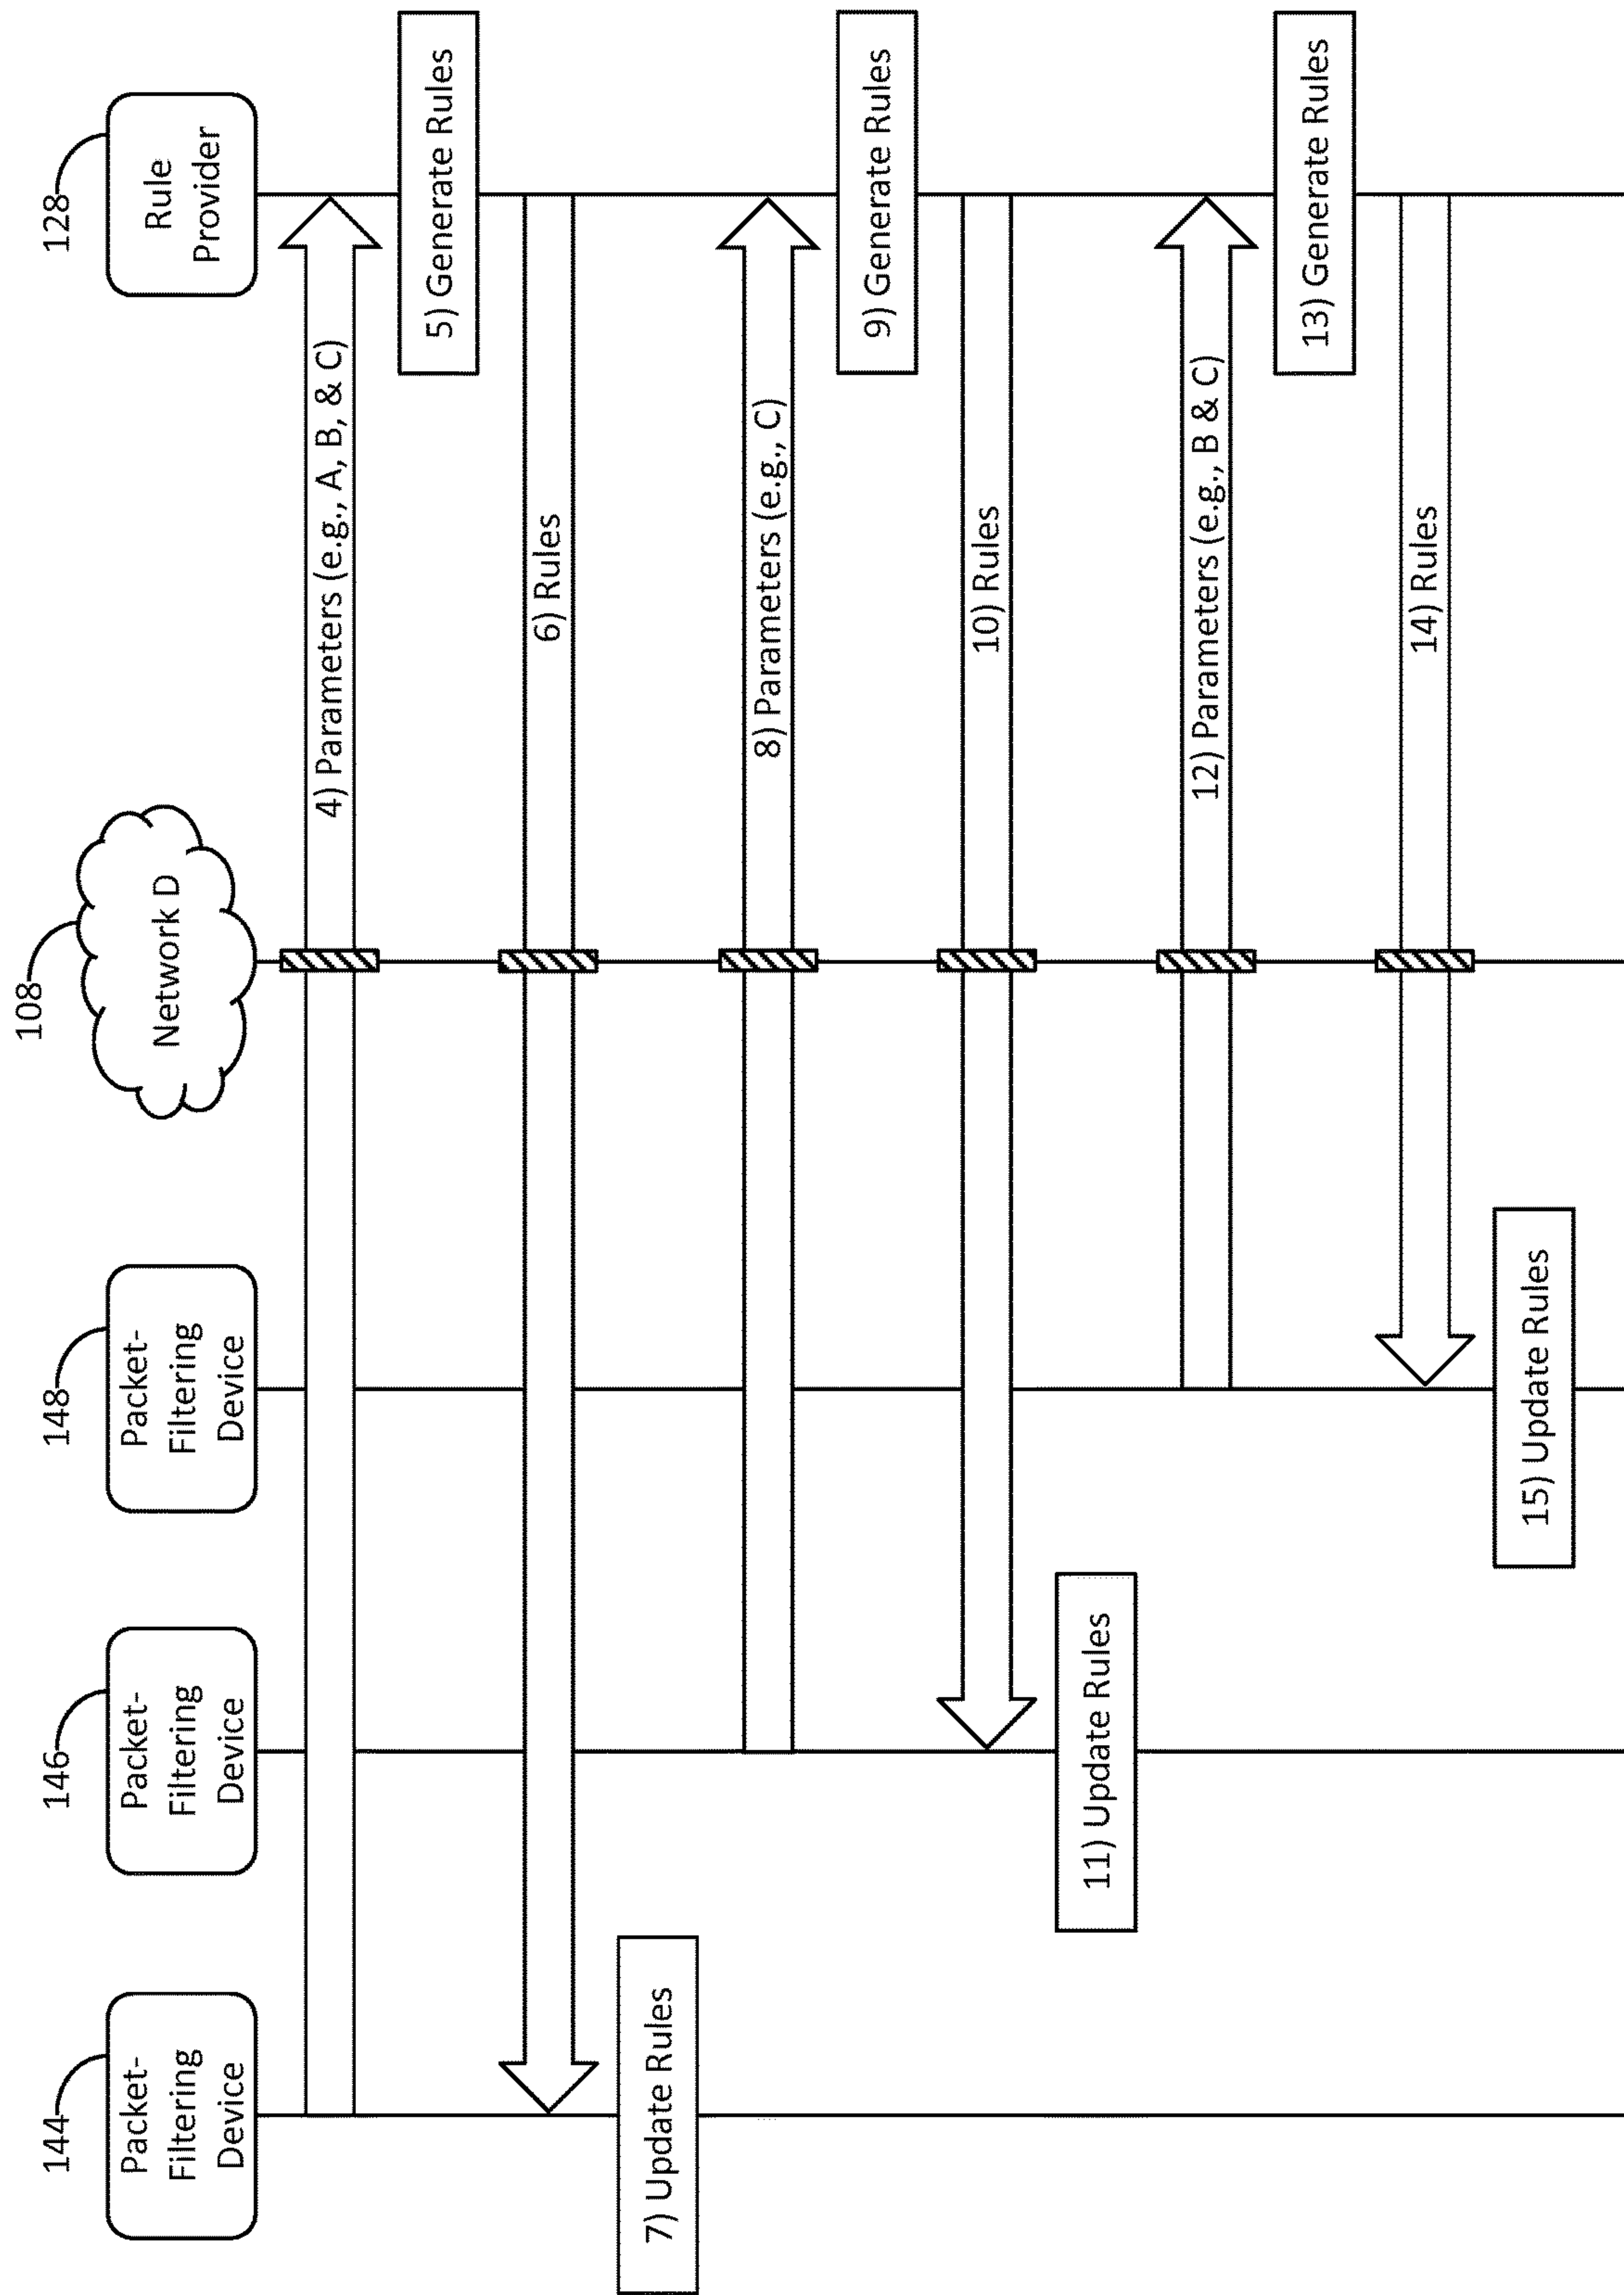 144
146
148
108
128
Packet-
Filtering
Device
Packet-
Filtering
Device
Packet-
Filtering
Device
Network D
Rule
Provider
4) Parameters (e.g., A, B, & C)
5) Generate Rules
6) Rules
7) Update Rules
8) Parameters (e.g., C)
9) Generate Rules
10) Rules
11) Update Rules
12) Parameters (e.g., B & C)
13) Generate Rules
14) Rules
15) Update Rules